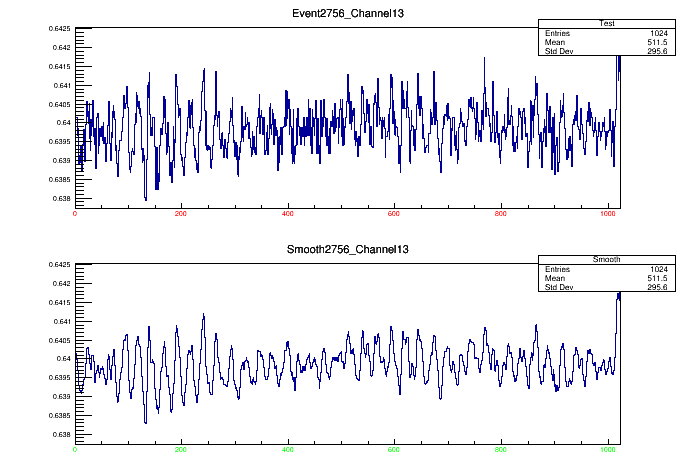 Event2756_Channel13
Test
Entries 1024
Mean 511.5
Std Dev 295.6
0.6425
0.642
0.6415
0.641
0.6405
0.64
0.6395
0.639
0.6385
0.638
0 200 400 600 800 1000
Smooth2756_Channel13
Smooth
Entries 1024
Mean 511.5
Std Dev 295.6
0.6425
0.642
0.6415
0.641
0.6405
0.64
0.6395
0.639
0.6385
0.638
0 200 400 600 800 1000